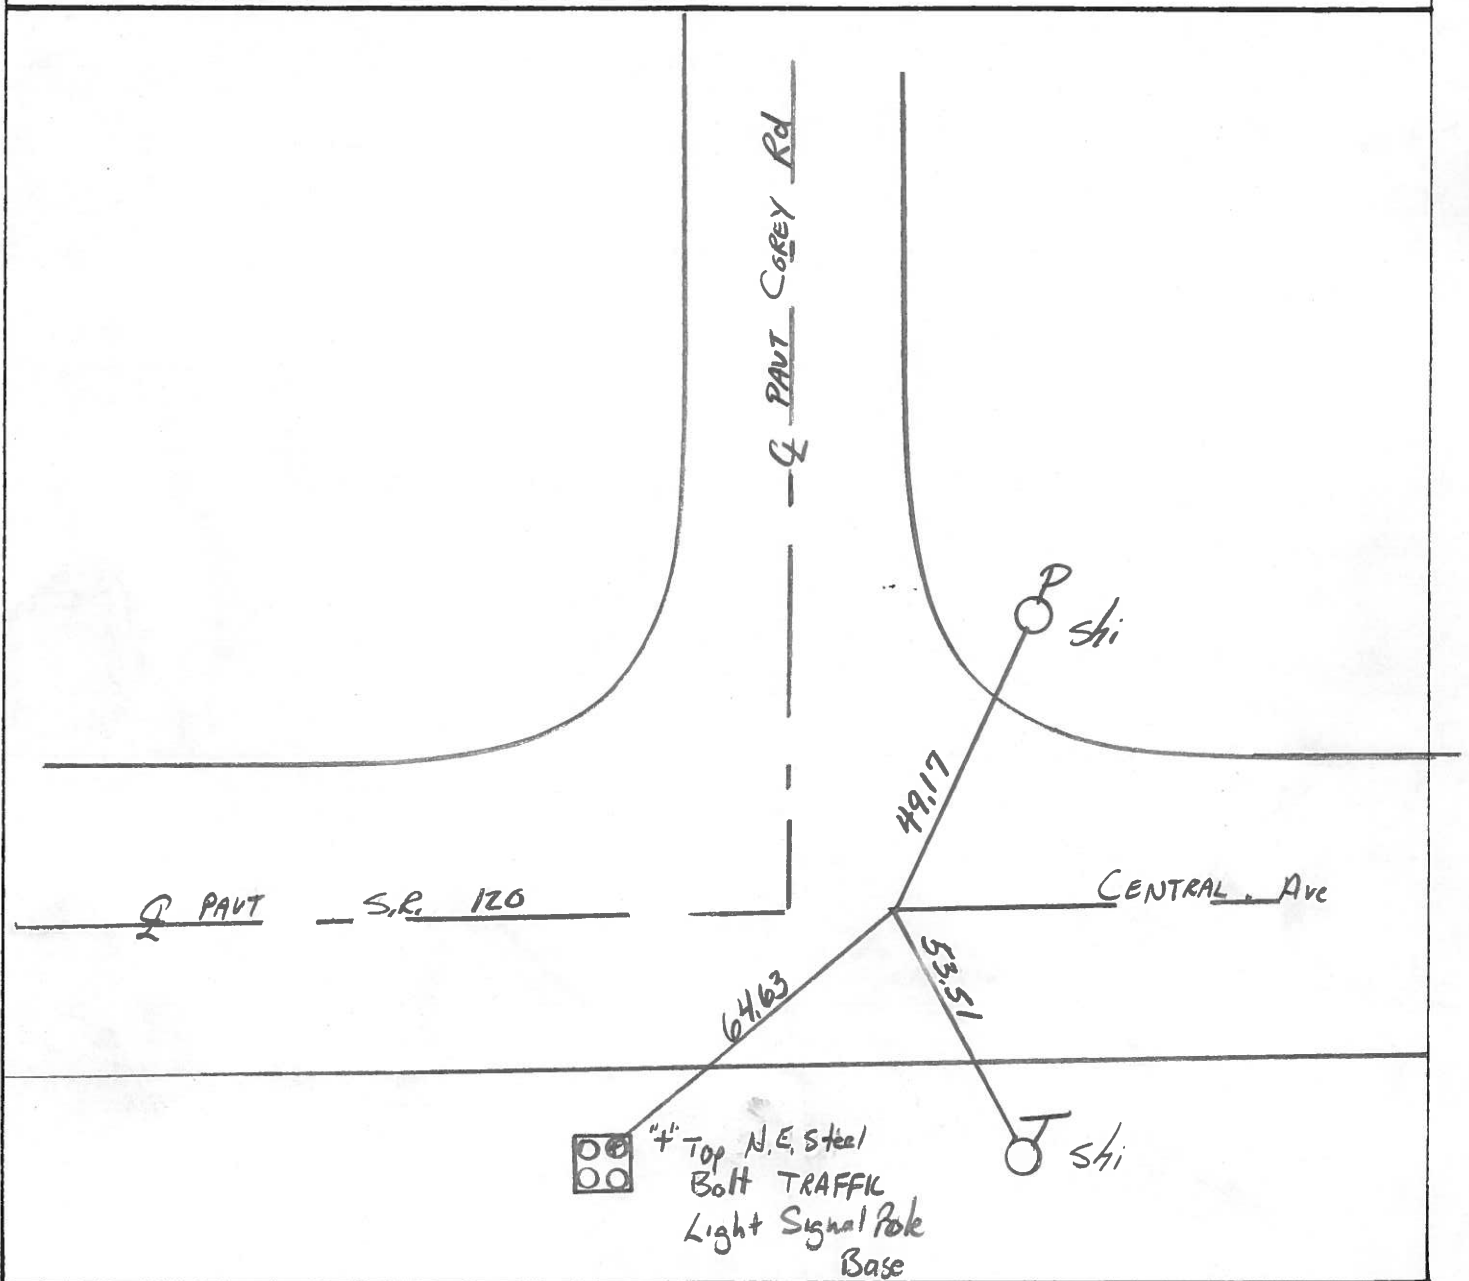 ℄ PAVT COREY Rd
P
shi
49.17
℄ PAVT S.R. 120
CENTRAL. Ave
64.63
53.51
"+" Top N.E. Steel
Bolt TRAFFIC
Light Signal Pole
Base
T
shi